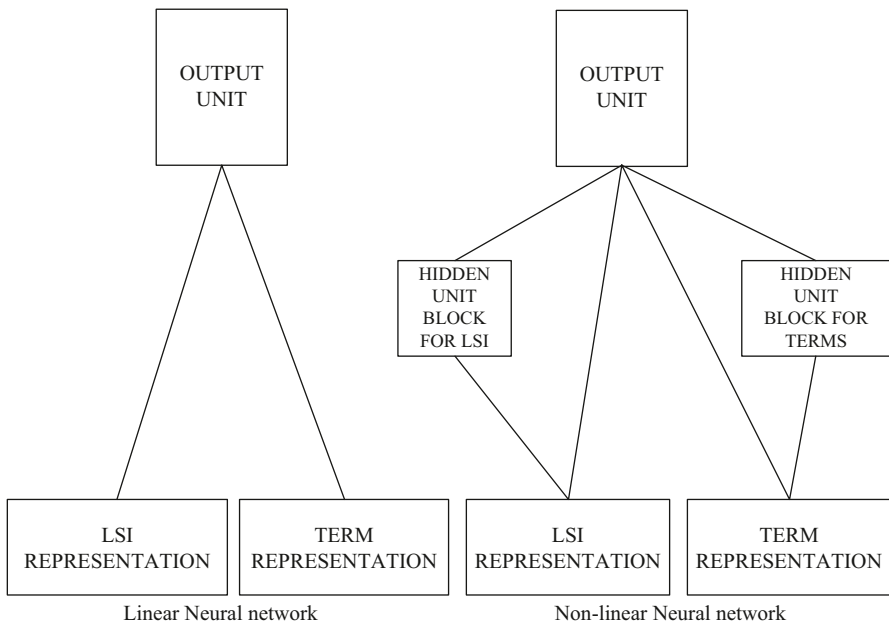 OUTPUT
UNIT
LSI
REPRESENTATION
TERM
REPRESENTATION
Linear Neural network
OUTPUT
UNIT
HIDDEN
UNIT
BLOCK
FOR LSI
HIDDEN
UNIT
BLOCK FOR
TERMS
LSI
REPRESENTATION
TERM
REPRESENTATION
Non-linear Neural network